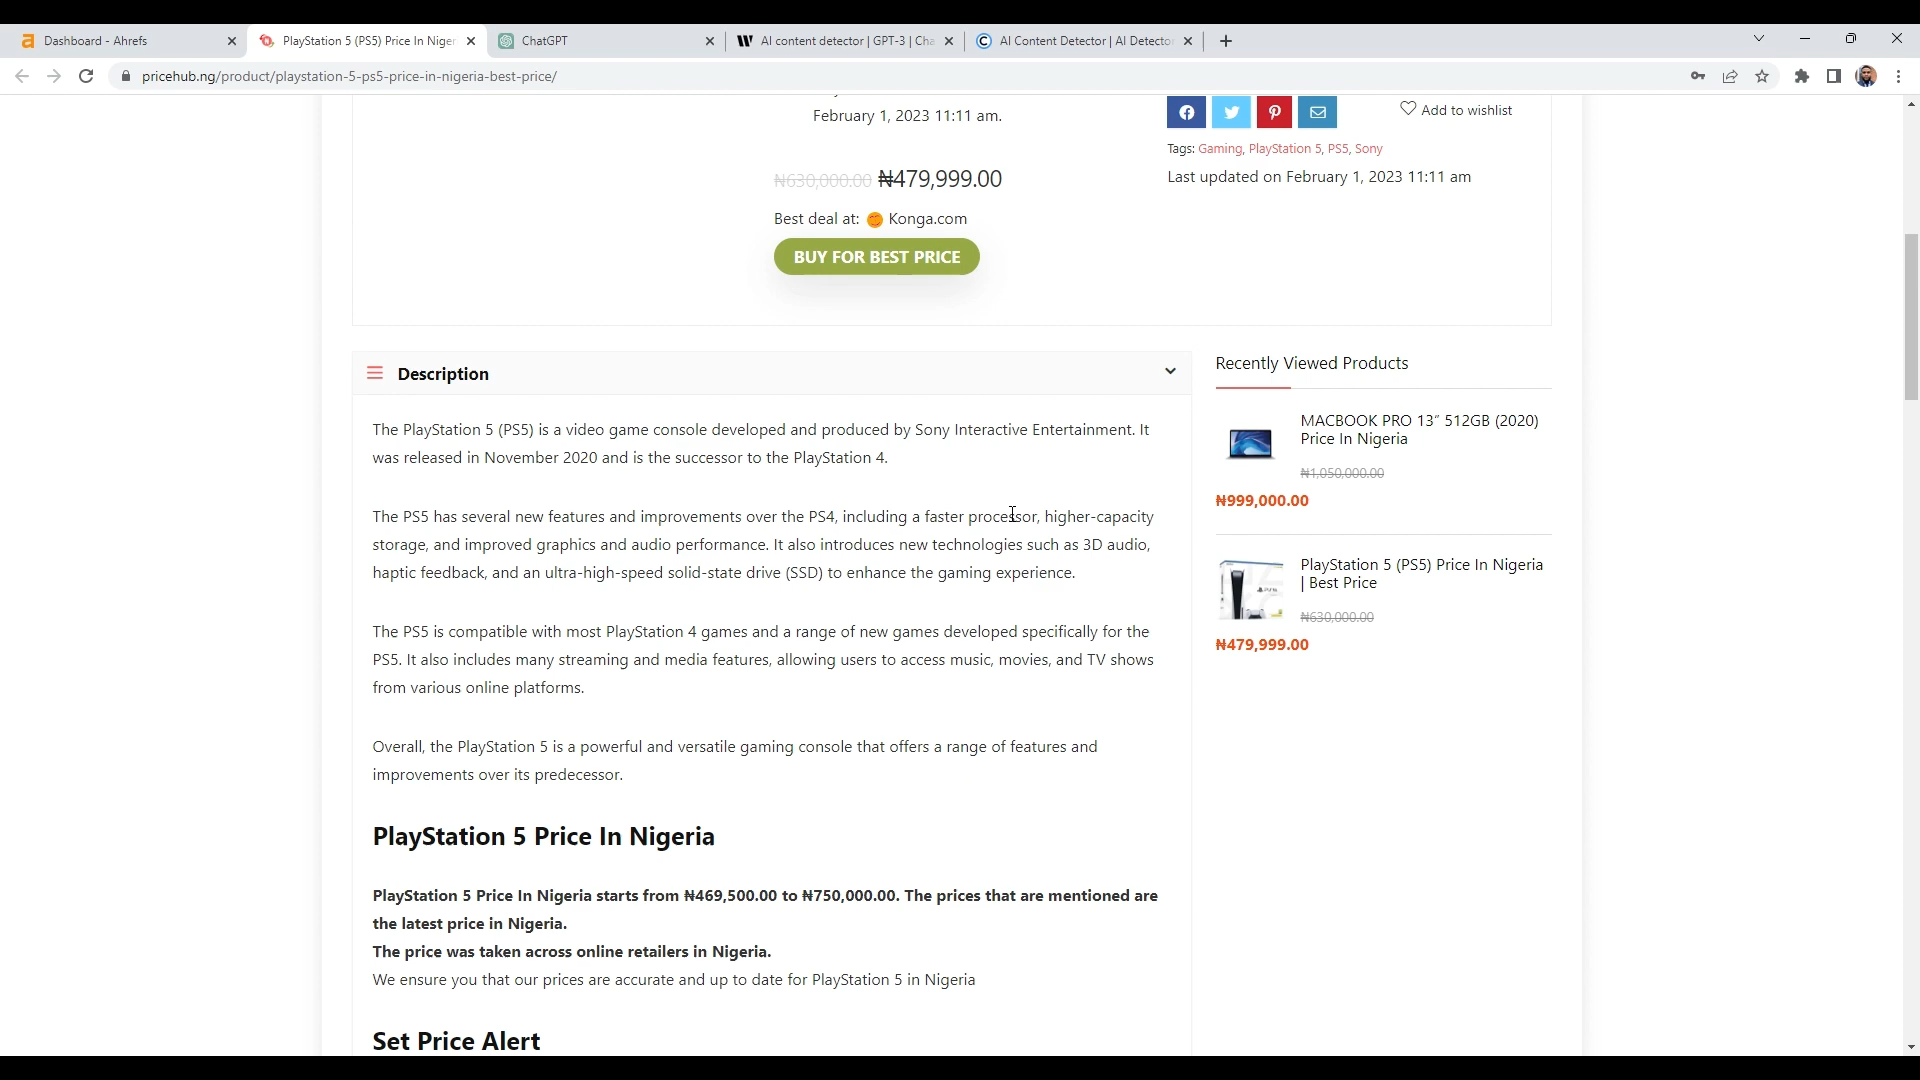 Dashboard - Ahrefs
PlayStation 5 (PS5) Price In Niger
ChatGPT
AI content detector | GPT-3 | Cha
AI Content Detector | AI Detector
pricehub.ng/product/playstation-5-ps5-price-in-nigeria-best-price/
February 1, 2023 11:11 am.
₦630,000.00 ₦479,999.00
Best deal at: Konga.com
BUY FOR BEST PRICE
Add to wishlist
Tags: Gaming, PlayStation 5, PS5, Sony
Last updated on February 1, 2023 11:11 am
Description
The PlayStation 5 (PS5) is a video game console developed and produced by Sony Interactive Entertainment. It
was released in November 2020 and is the successor to the PlayStation 4.
The PS5 has several new features and improvements over the PS4, including a faster processor, higher-capacity
storage, and improved graphics and audio performance. It also introduces new technologies such as 3D audio,
haptic feedback, and an ultra-high-speed solid-state drive (SSD) to enhance the gaming experience.
The PS5 is compatible with most PlayStation 4 games and a range of new games developed specifically for the
PS5. It also includes many streaming and media features, allowing users to access music, movies, and TV shows
from various online platforms.
Overall, the PlayStation 5 is a powerful and versatile gaming console that offers a range of features and
improvements over its predecessor.
PlayStation 5 Price In Nigeria
PlayStation 5 Price In Nigeria starts from ₦469,500.00 to ₦750,000.00. The prices that are mentioned are
the latest price in Nigeria.
The price was taken across online retailers in Nigeria.
We ensure you that our prices are accurate and up to date for PlayStation 5 in Nigeria
Set Price Alert
Recently Viewed Products
MACBOOK PRO 13″ 512GB (2020)
Price In Nigeria
₦1,050,000.00
₦999,000.00
PlayStation 5 (PS5) Price In Nigeria
| Best Price
₦630,000.00
₦479,999.00